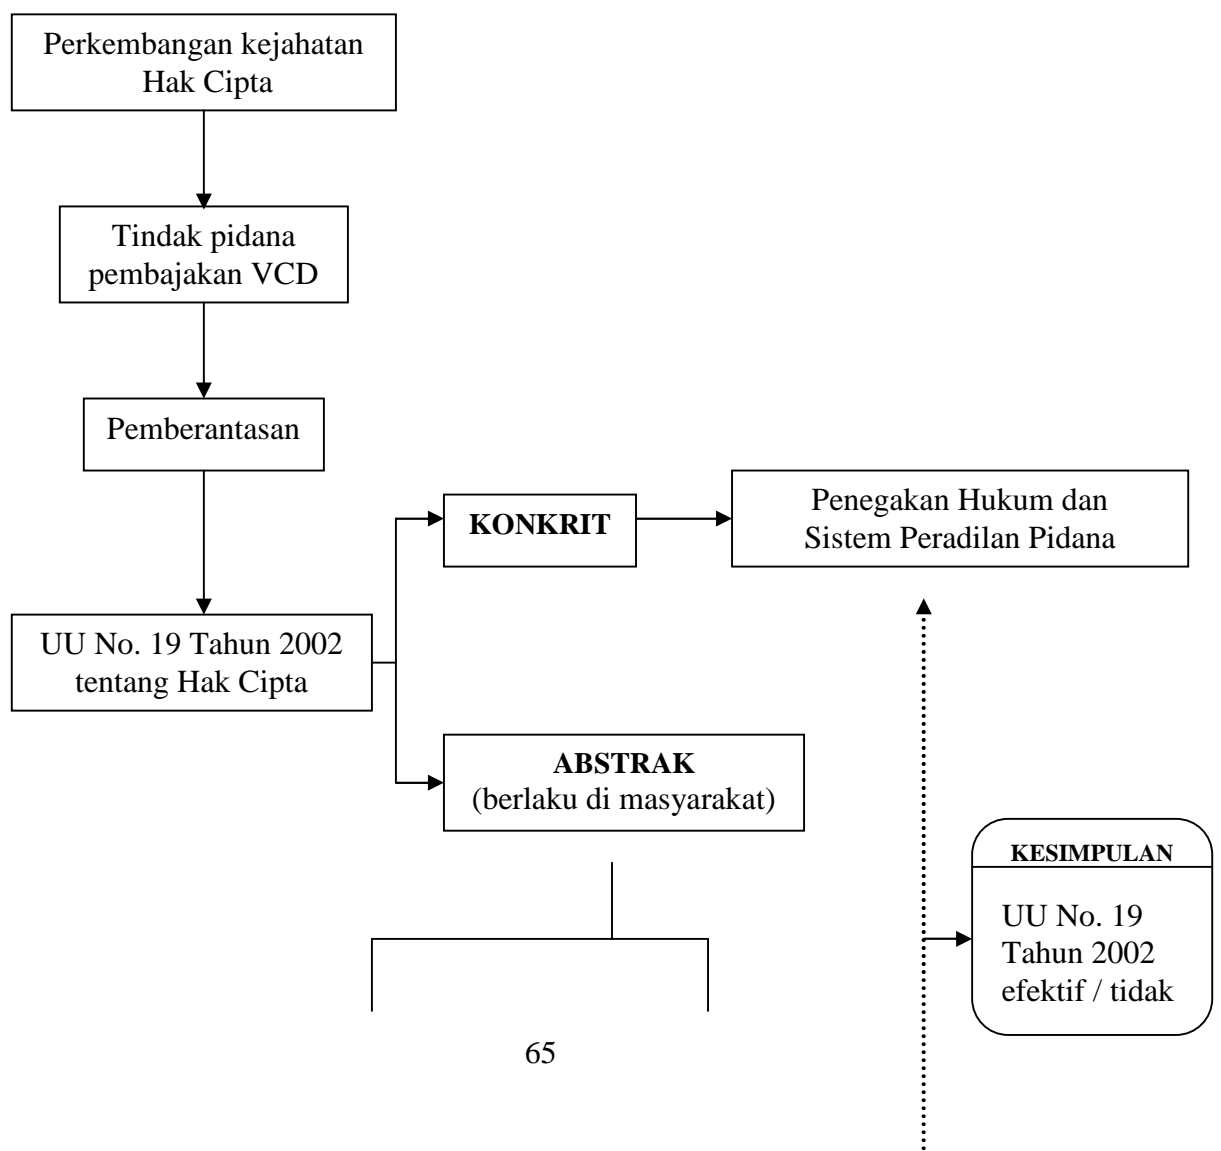 Perkembangan kejahatan
Hak Cipta
Tindak pidana
pembajakan VCD
Pemberantasan
KONKRIT
Penegakan Hukum dan
Sistem Peradilan Pidana
UU No. 19 Tahun 2002
tentang Hak Cipta
ABSTRAK
(berlaku di masyarakat)
KESIMPULAN
UU No. 19
Tahun 2002
efektif / tidak
65